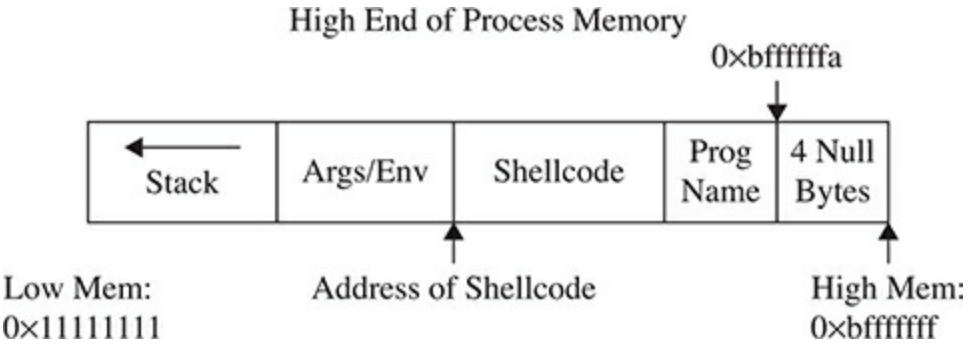 High End of Process Memory
0×bffffffa
Stack
Args/Env
Shellcode
Prog
Name
4 Null
Bytes
Low Mem:
0×11111111
Address of Shellcode
High Mem:
0×bfffffff